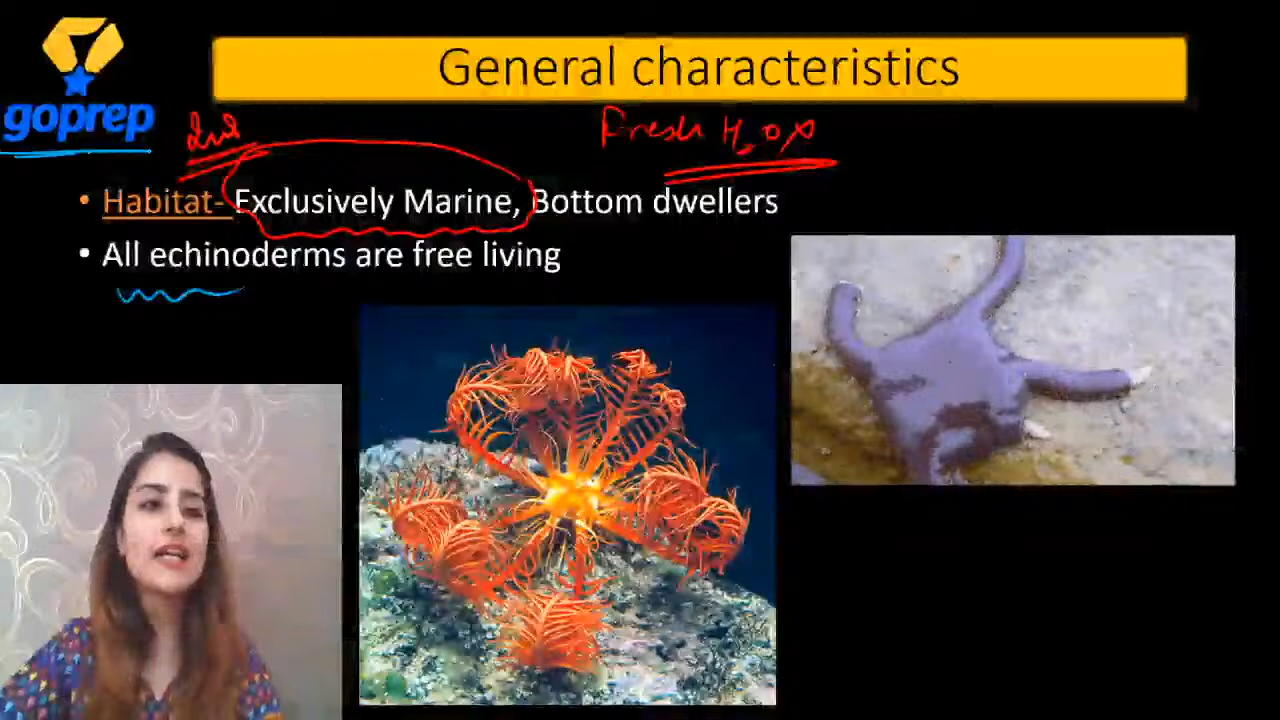 goprep
General characteristics
Fresh H₂O
• Habitat- Exclusively Marine, Bottom dwellers
• All echinoderms are free living